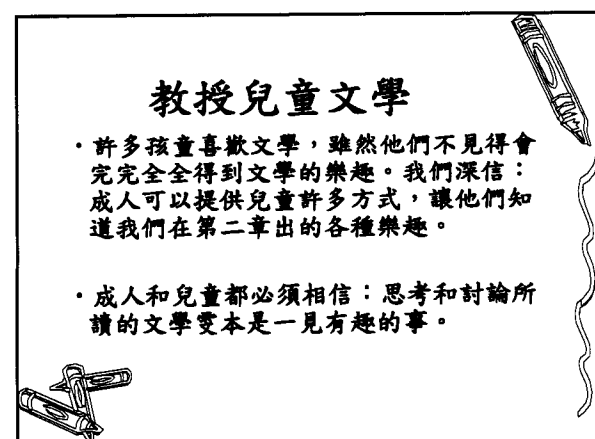 教授兒童文學
・許多孩童喜歡文學，雖然他們不見得會
完完全全得到文學的樂趣。我們深信：
成人可以提供兒童許多方式，讓他們知
道我們在第二章出的各種樂趣。
・成人和兒童都必須相信：思考和討論所
讀的文學雯本是一見有趣的事。